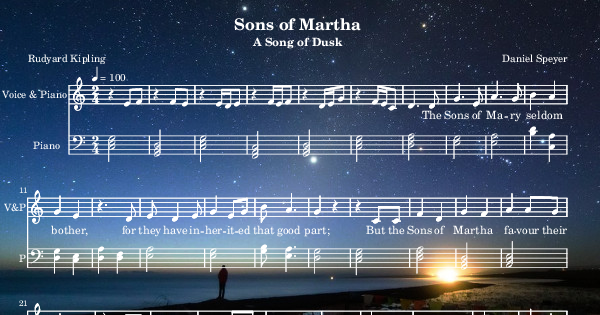 Sons of Martha
A Song of Dusk
Rudyard Kipling
Daniel Speyer
= 100
Voice & Piano
The Sons of Ma - ry seldom
Piano
11
V&P
bother, for they have in-her-it-ed that good part; But the Sons of Martha fa-vour their
P
21